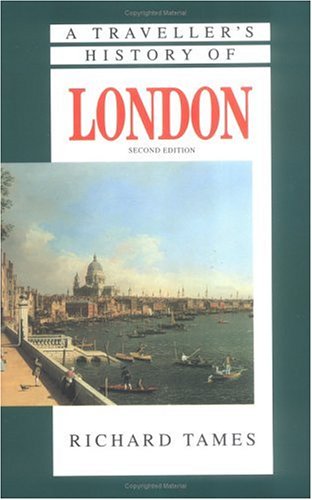 A TRAVELLER'S
HISTORY OF
LONDON
SECOND EDITION
RICHARD TAMES